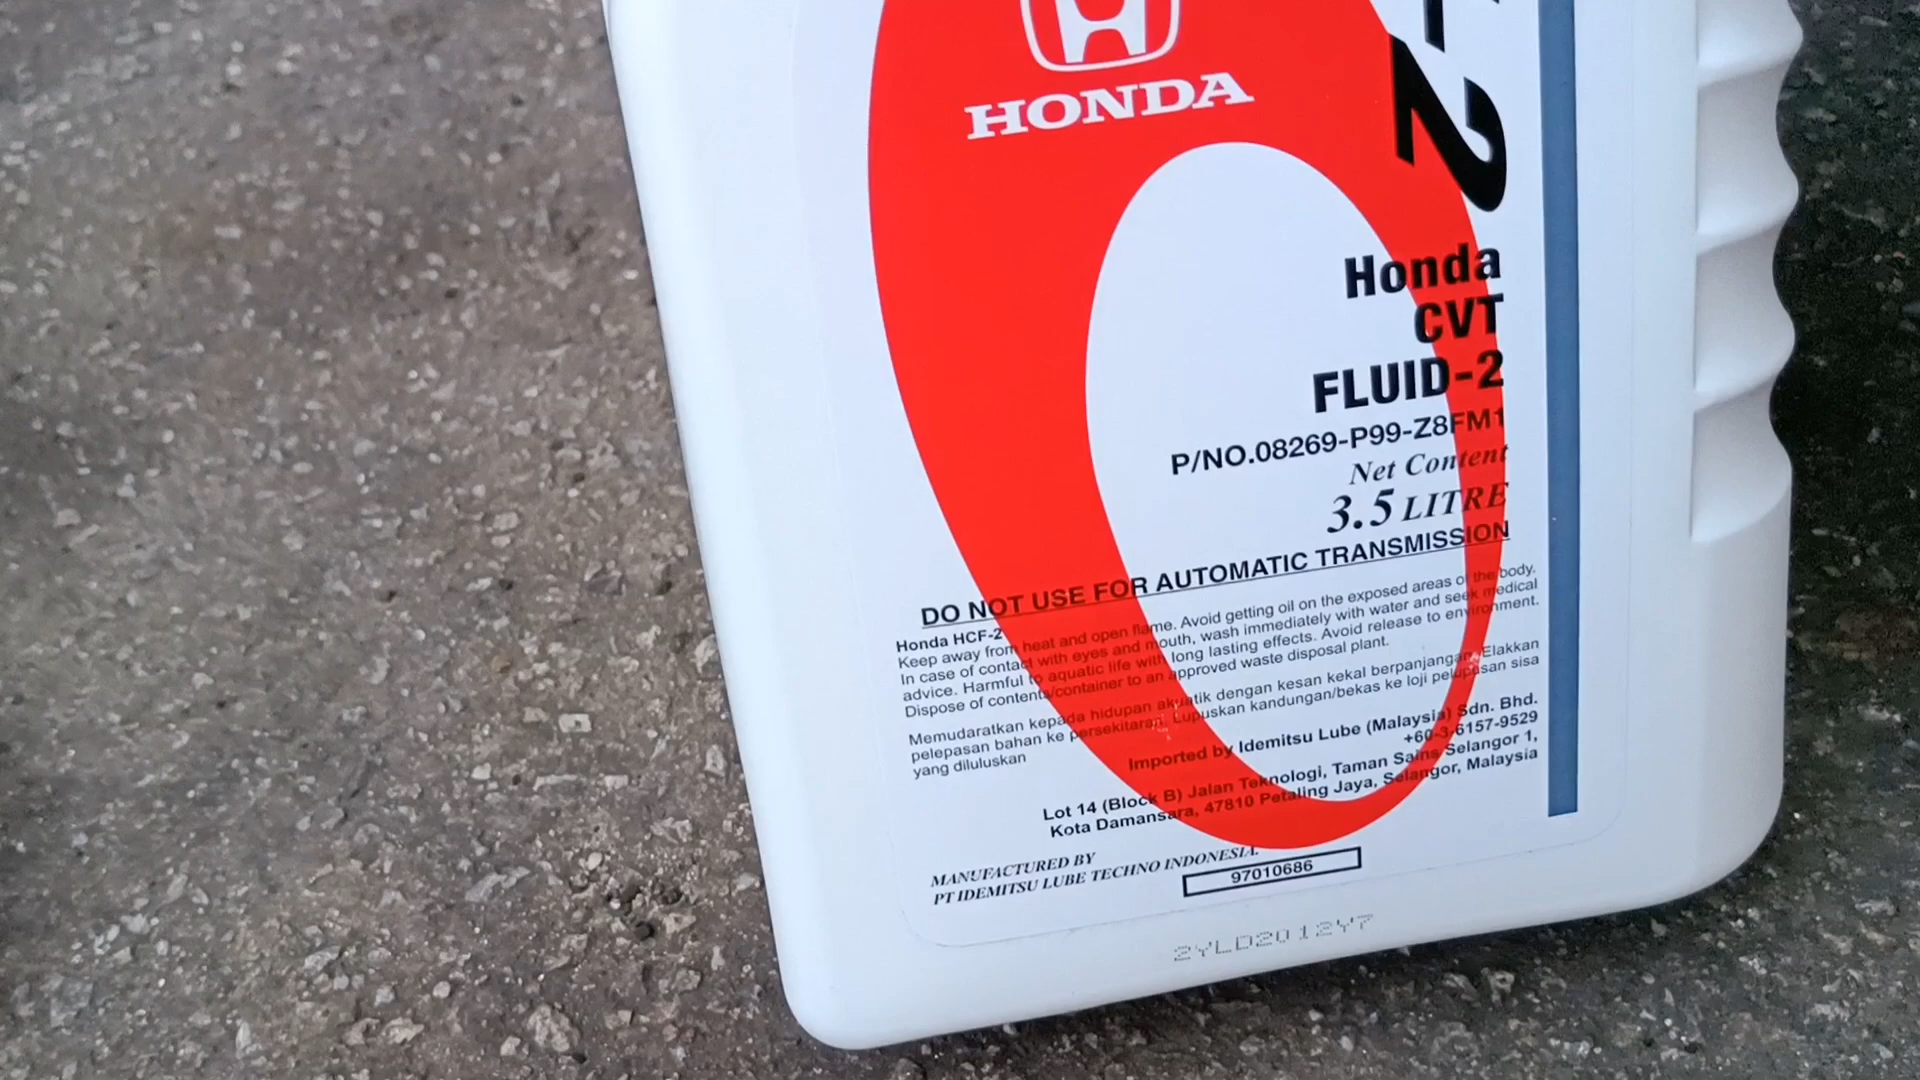 HONDA
-2
Honda
CVT
FLUID-2
P/NO.08269-P99-Z8FM1
Net Content
3.5 LITRE
DO NOT USE FOR AUTOMATIC TRANSMISSION
Honda HCF-2
Keep away from heat and open flame. Avoid getting oil on the exposed areas of the body.
In case of contact with eyes and mouth, wash immediately with water and seek medical
advice. Harmful to aquatic life with long lasting effects. Avoid release to environment.
Dispose of contents/container to an approved waste disposal plant.
Memudaratkan kepada hidupan akuatik dengan kesan kekal berpanjangan. Elakkan
pelepasan bahan ke persekitaran. Lupuskan kandungan/bekas ke loji pelupusan sisa
yang diluluskan
Imported by Idemitsu Lube (Malaysia) Sdn. Bhd.
+60-3-6157-9529
Lot 14 (Block B) Jalan Teknologi, Taman Sains Selangor 1,
Kota Damansara, 47810 Petaling Jaya, Selangor, Malaysia
MANUFACTURED BY
PT IDEMITSU LUBE TECHNO INDONESIA.
97010686
2YLD2012Y7